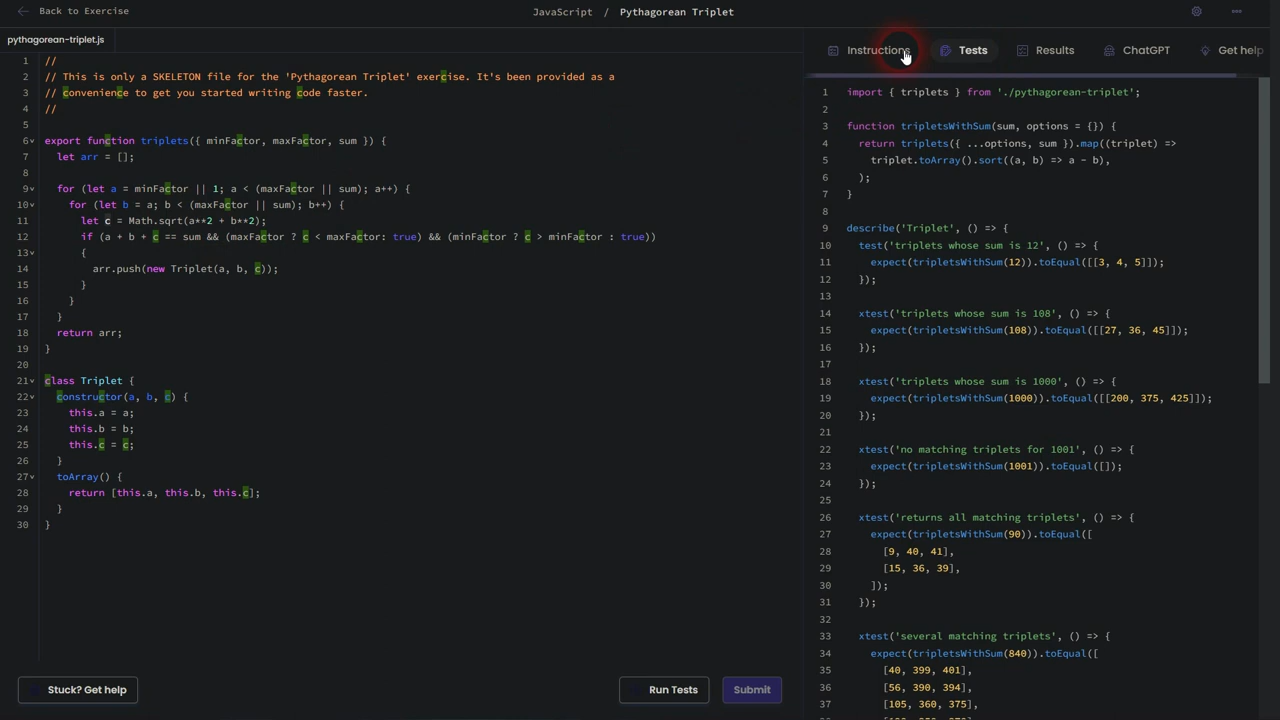 Back to Exercise
JavaScript / Pythagorean Triplet
pythagorean-triplet.js
Instructions
Tests
Results
ChatGPT
Get help
1 //
2 // This is only a SKELETON file for the 'Pythagorean Triplet' exercise. It's been provided as a
3 // convenience to get you started writing code faster.
4 //
5
6 export function triplets({ minFactor, maxFactor, sum }) {
7 let arr = [];
8
9 for (let a = minFactor || 1; a < (maxFactor || sum); a++) {
10 for (let b = a; b < (maxFactor || sum); b++) {
11 let c = Math.sqrt(a**2 + b**2);
12 if (a + b + c == sum && (maxFactor ? c < maxFactor: true) && (minFactor ? c > minFactor : true))
13 {
14 arr.push(new Triplet(a, b, c));
15 }
16 }
17 }
18 return arr;
19 }
20
21 class Triplet {
22 constructor(a, b, c) {
23 this.a = a;
24 this.b = b;
25 this.c = c;
26 }
27 toArray() {
28 return [this.a, this.b, this.c];
29 }
30 }
Stuck? Get help
Run Tests
Submit
1 import { triplets } from './pythagorean-triplet';
2
3 function tripletsWithSum(sum, options = {}) {
4 return triplets({ ...options, sum }).map((triplet) =>
5 triplet.toArray().sort((a, b) => a - b),
6 );
7 }
8
9 describe('Triplet', () => {
10 test('triplets whose sum is 12', () => {
11 expect(tripletsWithSum(12)).toEqual([[3, 4, 5]]);
12 });
13
14 xtest('triplets whose sum is 108', () => {
15 expect(tripletsWithSum(108)).toEqual([[27, 36, 45]]);
16 });
17
18 xtest('triplets whose sum is 1000', () => {
19 expect(tripletsWithSum(1000)).toEqual([[200, 375, 425]]);
20 });
21
22 xtest('no matching triplets for 1001', () => {
23 expect(tripletsWithSum(1001)).toEqual([]);
24 });
25
26 xtest('returns all matching triplets', () => {
27 expect(tripletsWithSum(90)).toEqual([
28 [9, 40, 41],
29 [15, 36, 39],
30 ]);
31 });
32
33 xtest('several matching triplets', () => {
34 expect(tripletsWithSum(840)).toEqual([
35 [40, 399, 401],
36 [56, 390, 394],
37 [105, 360, 375],